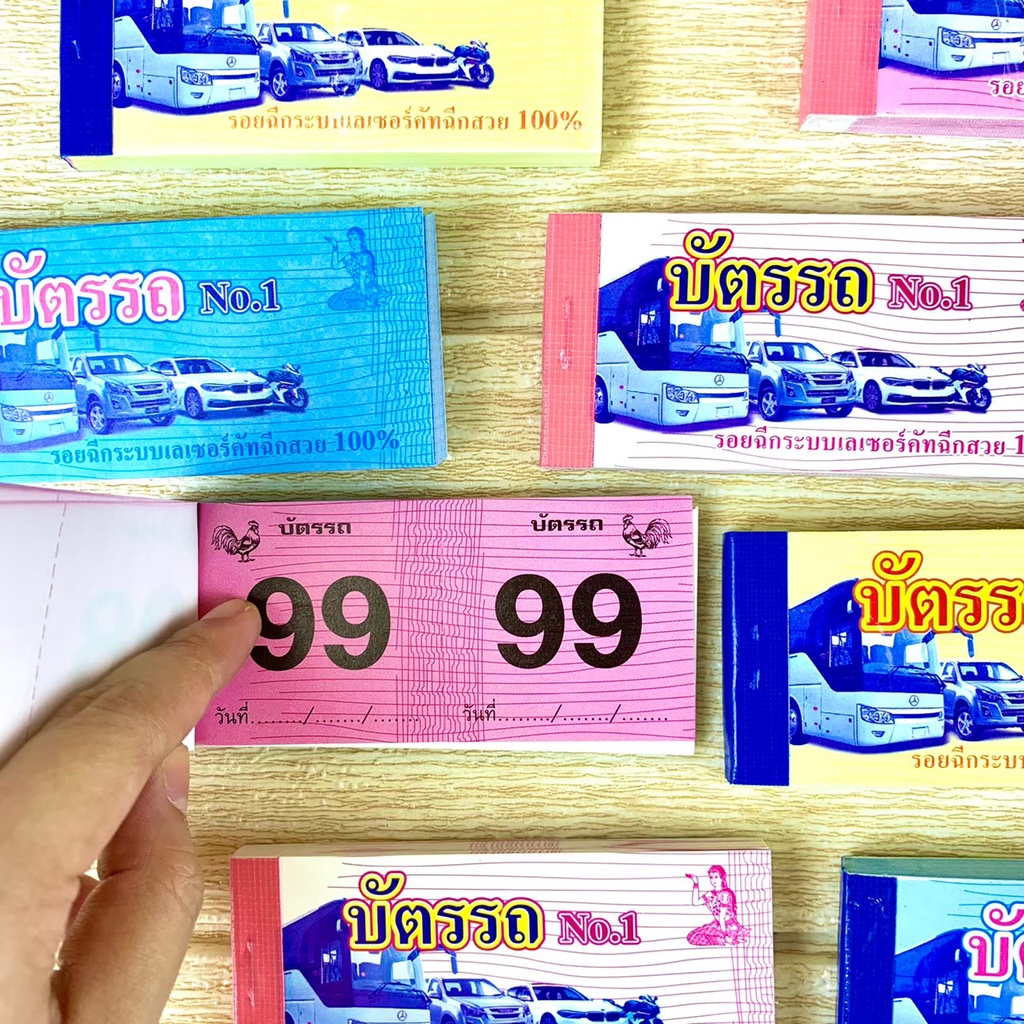 รอยฉีกระบบเลเซอร์คัทฉีกสวย 100%
รอย
บัตรรถ No.1
รอยฉีกระบบเลเซอร์คัทฉีกสวย 100%
บัตรรถ No.1
รอยฉีกระบบเลเซอร์คัทฉีกสวย 1
บัตรรถ บัตรรถ
99 99
วันที่......./......./....... วันที่......./......./.......
บัตรร
รอยฉีกระบบ
บัตรรถ No.1
บัต